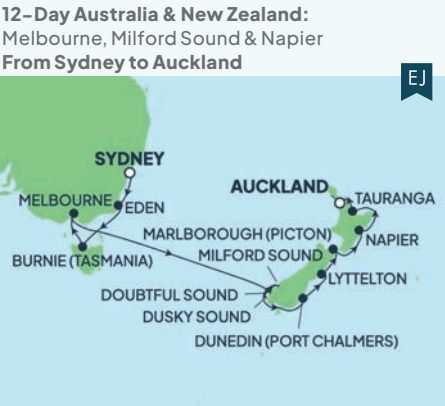 12-Day Australia & New Zealand:
Melbourne, Milford Sound & Napier
From Sydney to Auckland
EJ
SYDNEY
MELBOURNE
EDEN
BURNIE (TASMANIA)
AUCKLAND
TAURANGA
MARLBOROUGH (PICTON)
NAPIER
MILFORD SOUND
LYTTELTON
DOUBTFUL SOUND
DUSKY SOUND
DUNEDIN (PORT CHALMERS)